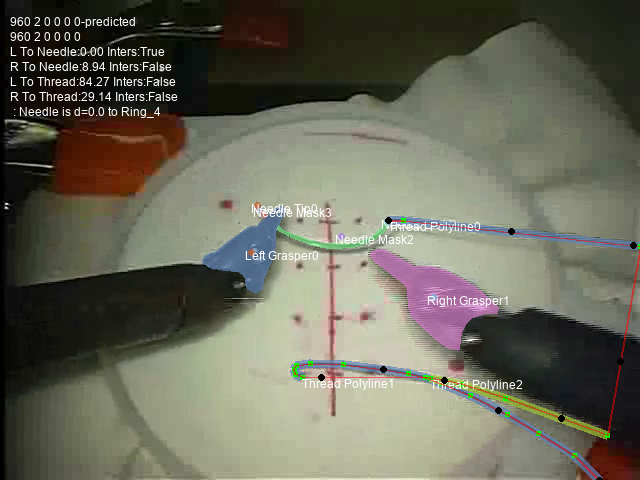 960 2 0 0 0 0-predicted
960 2 0 0 0 0
L To Needle:0.00 Inters:True
R To Needle:8.94 Inters:False
L To Thread:84.27 Inters:False
R To Thread:29.14 Inters:False
: Needle is d=0.0 to Ring_4
Needle Tip0
Needle Mask3
Thread Polyline0
Needle Mask2
Left Grasper0
Right Grasper1
Thread Polyline1
Thread Polyline2